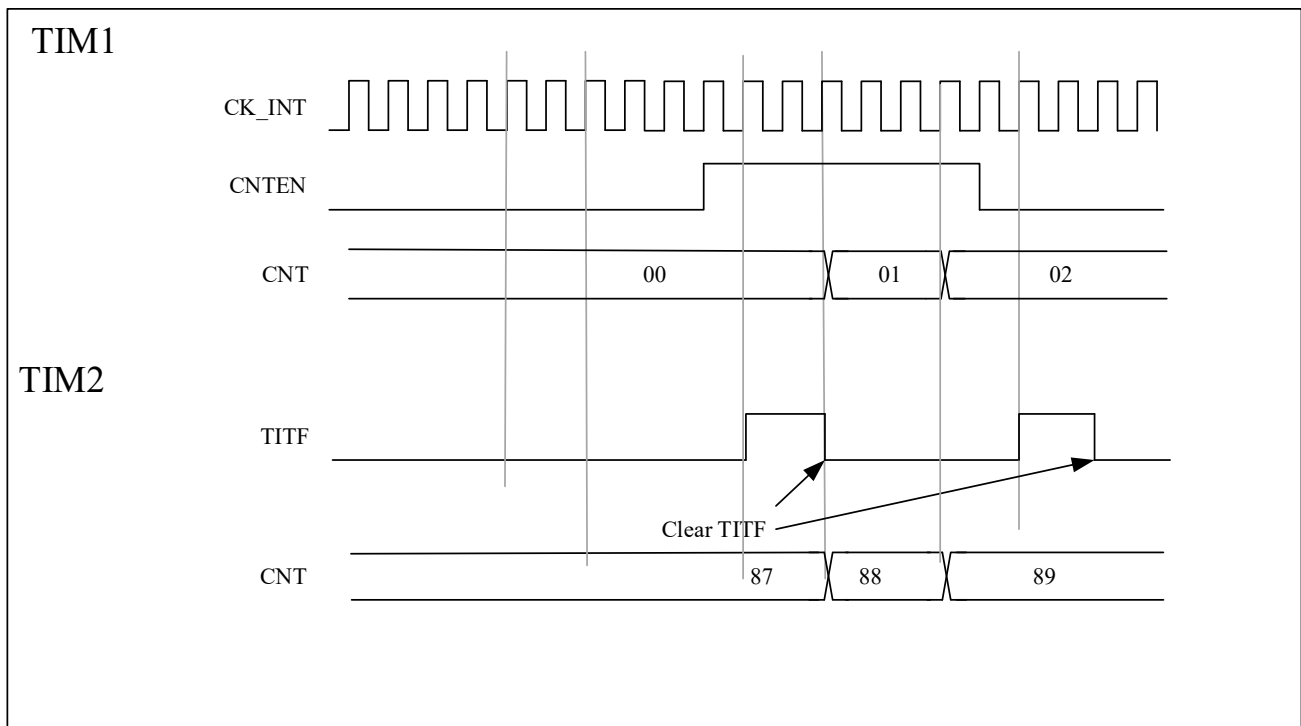 TIM1
CK_INT
CNTEN
CNT 00 01 02
TIM2
TITF
Clear TITF
CNT 87 88 89